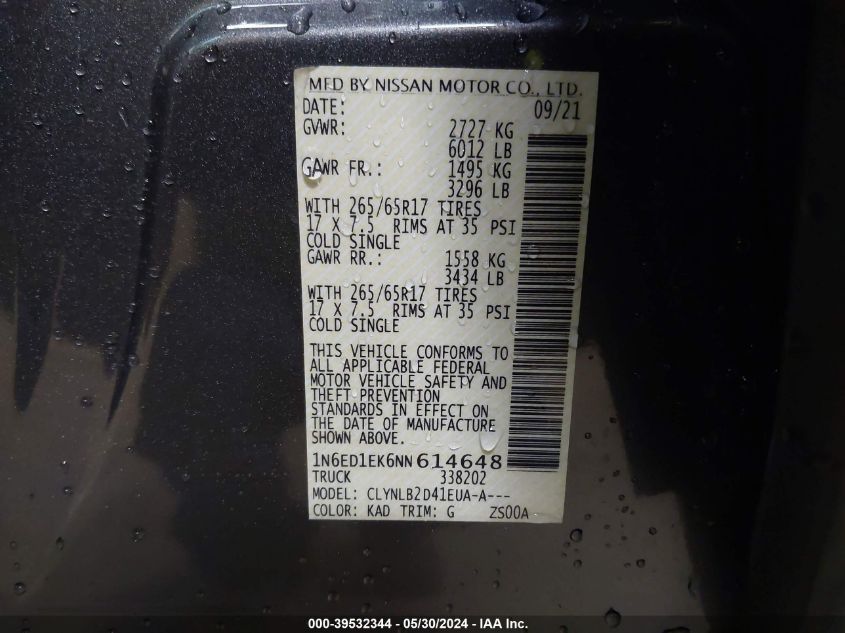 MFD BY NISSAN MOTOR CO., LTD.
DATE: 09/21
GVWR: 2727 KG
6012 LB
GAWR FR.: 1495 KG
3296 LB
WITH 265/65R17 TIRES
17 X 7.5 RIMS AT 35 PSI
COLD SINGLE
GAWR RR.: 1558 KG
3434 LB
WITH 265/65R17 TIRES
17 X 7.5 RIMS AT 35 PSI
COLD SINGLE
THIS VEHICLE CONFORMS TO
ALL APPLICABLE FEDERAL
MOTOR VEHICLE SAFETY AND
THEFT PREVENTION
STANDARDS IN EFFECT ON
THE DATE OF MANUFACTURE
SHOWN ABOVE.
1N6ED1EK6NN614648
TRUCK 338202
MODEL: CLYNLB2D41EUA-A---
COLOR: KAD TRIM: G ZS00A
000-39532344 - 05/30/2024 - IAA Inc.